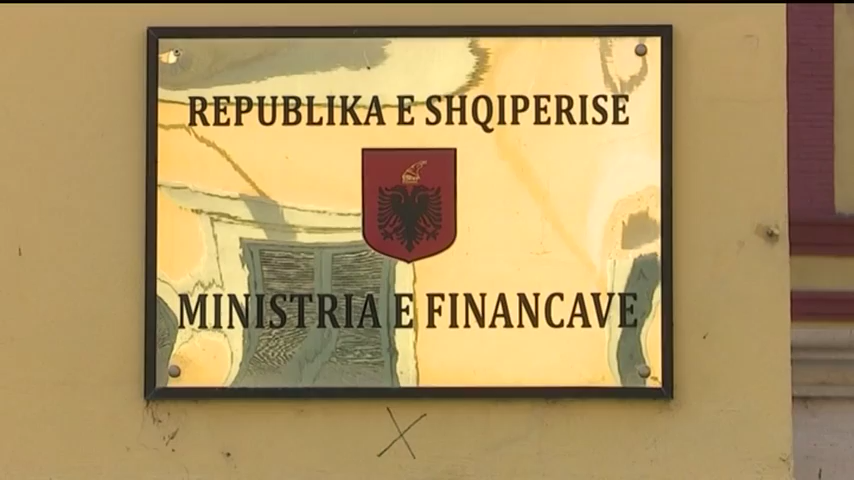 REPUBLIKA E SHQIPERISE
MINISTRIA E FINANCAVE